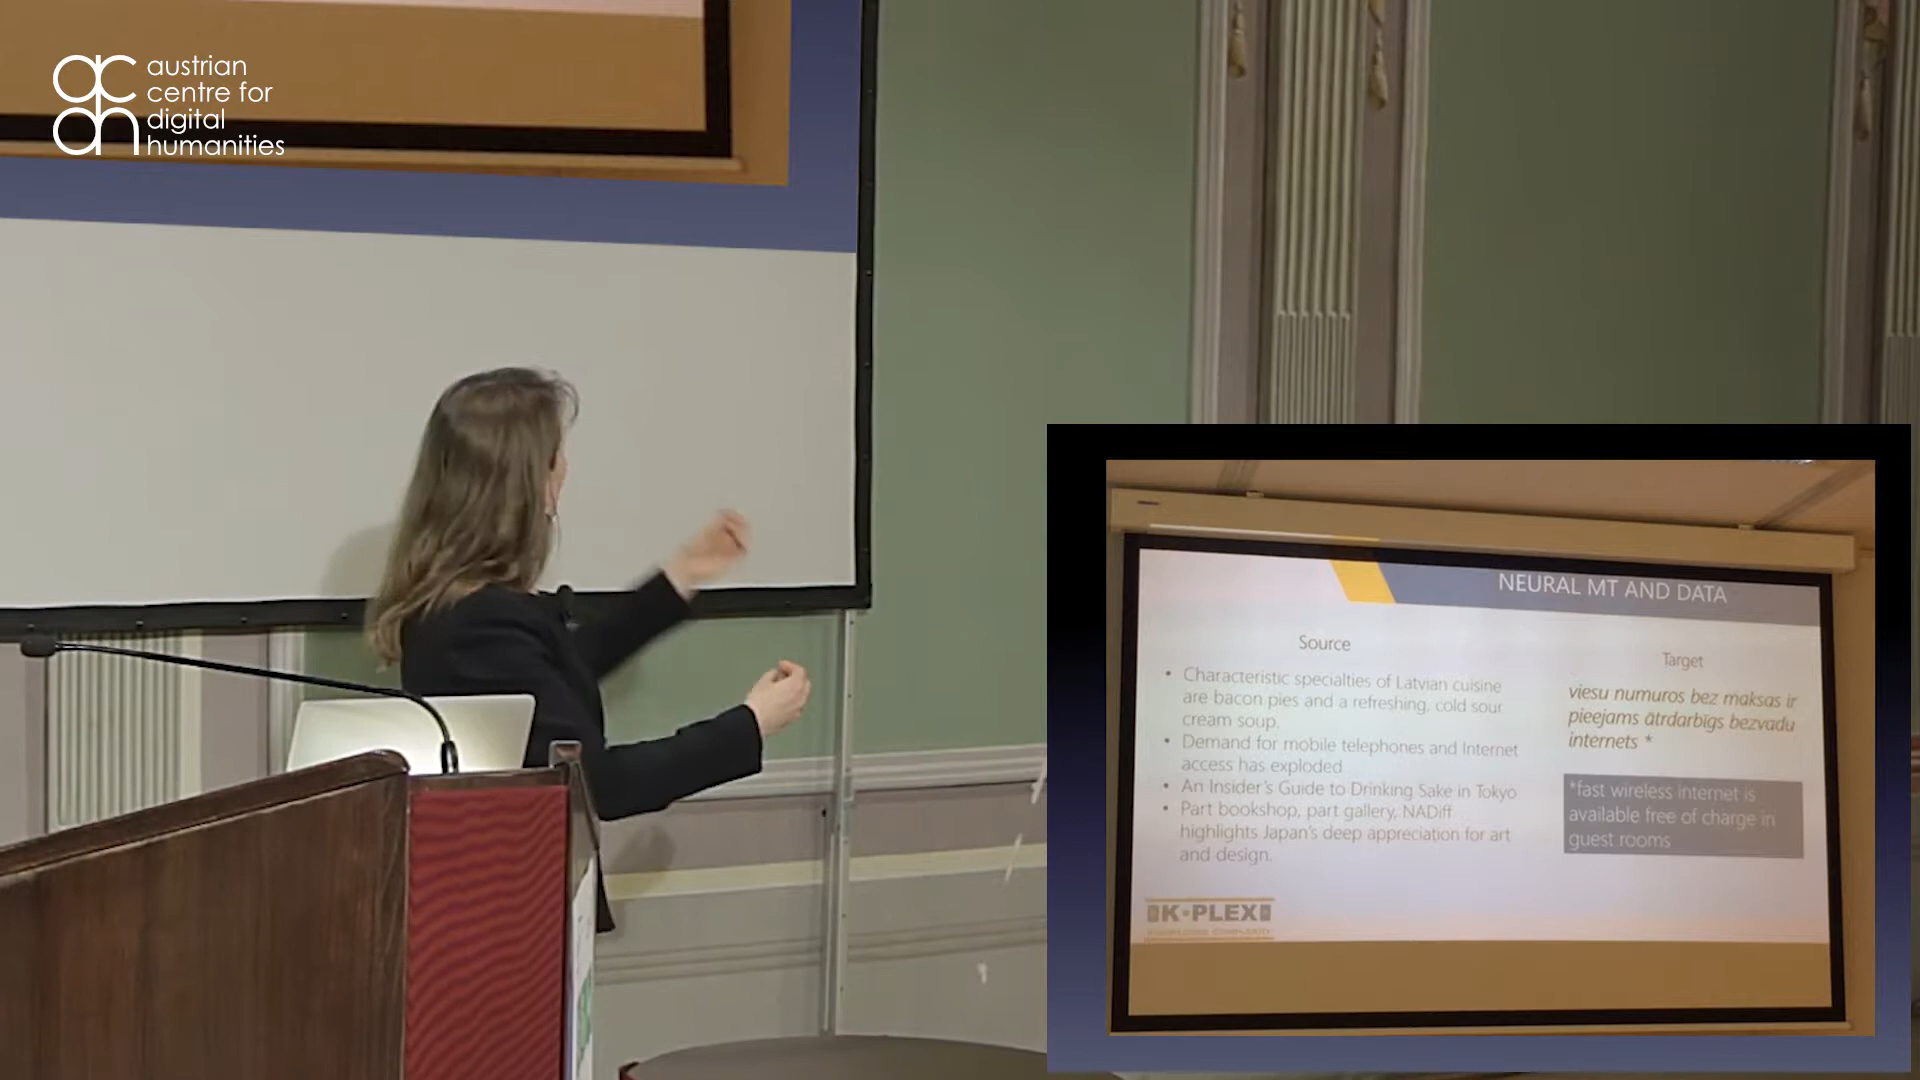 austrian
centre for
digital
humanities
NEURAL MT AND DATA
Source
• Characteristic specialties of Latvian cuisine
are bacon pies and a refreshing, cold sour
cream soup.
• Demand for mobile telephones and Internet
access has exploded
• An Insider's Guide to Drinking Sake in Tokyo
• Part bookshop, part gallery, NADiff
highlights Japan's deep appreciation for art
and design.
Target
viesu numuros bez maksas ir
pieejams ātrdarbīgs bezvadu
internets *
*fast wireless internet is
available free of charge in
guest rooms
K-PLEX
KNOWLEDGE COMPLEXITY